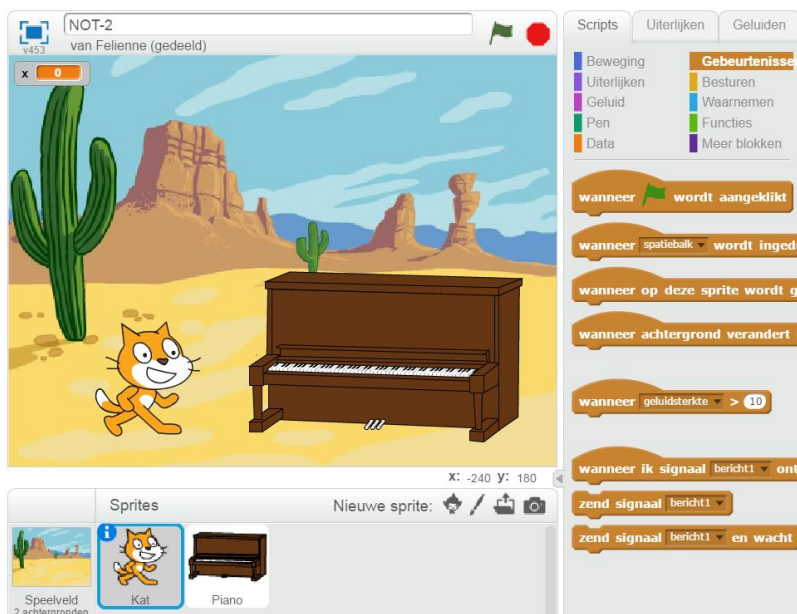 NOT-2
van Felienne (gedeeld)
v453
x 0
x: -240 y: 180
Sprites
Nieuwe sprite:
Speelveld
2 achtergronden
Kat
Piano
Scripts
Uiterlijken
Geluiden
Beweging
Gebeurtenisse
Uiterlijken
Besturen
Geluid
Waarnemen
Pen
Functies
Data
Meer blokken
wanneer wordt aangeklikt
wanneer spatiebalk wordt inged
wanneer op deze sprite wordt g
wanneer achtergrond verandert
wanneer geluidsterkte > 10
wanneer ik signaal bericht1 ont
zend signaal bericht1
zend signaal bericht1 en wacht